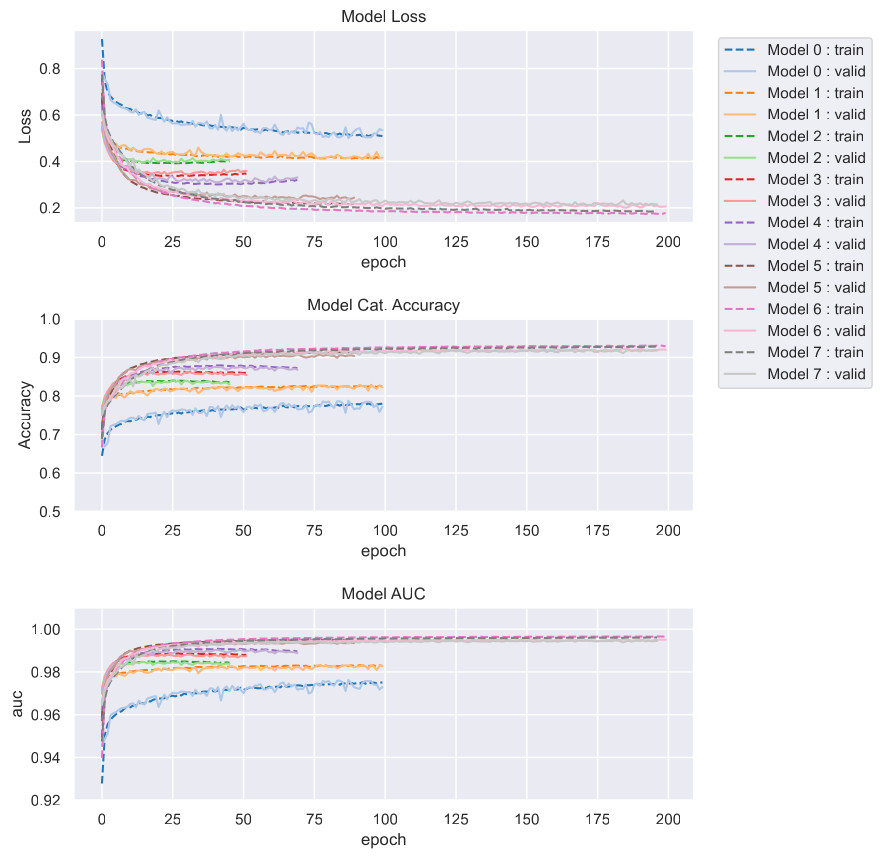 Model Loss
0.8
0.6
0.4
0.2
Loss
0 25 50 75 100 125 150 175 200
epoch
Model Cat. Accuracy
1.0
0.9
0.8
0.7
0.6
0.5
Accuracy
0 25 50 75 100 125 150 175 200
epoch
Model AUC
1.00
0.98
0.96
0.94
0.92
auc
0 25 50 75 100 125 150 175 200
epoch
Model 0 : train
Model 0 : valid
Model 1 : train
Model 1 : valid
Model 2 : train
Model 2 : valid
Model 3 : train
Model 3 : valid
Model 4 : train
Model 4 : valid
Model 5 : train
Model 5 : valid
Model 6 : train
Model 6 : valid
Model 7 : train
Model 7 : valid